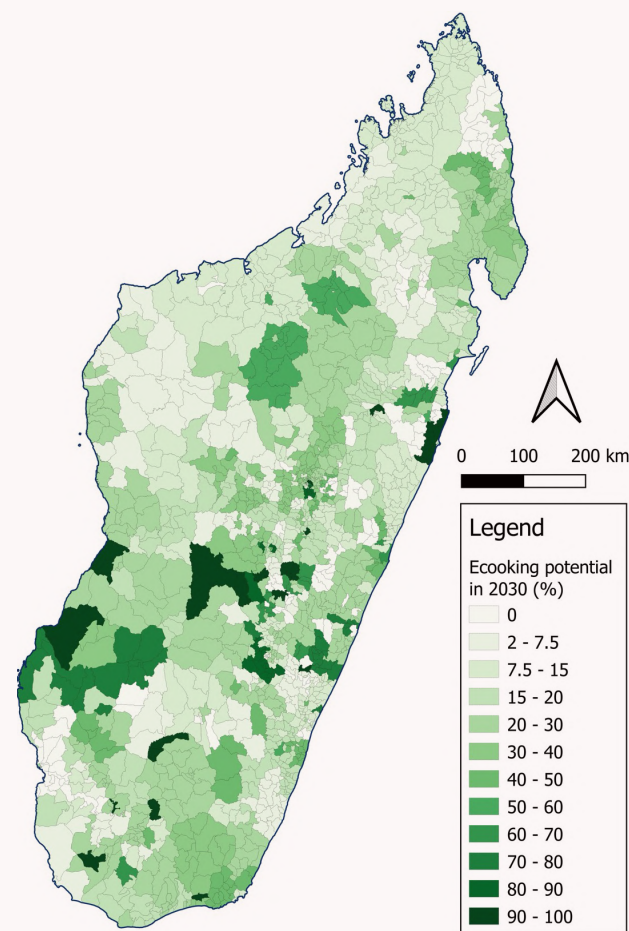 0 100 200 km
Legend
Ecooking potential
in 2030 (%)
0
2 - 7.5
7.5 - 15
15 - 20
20 - 30
30 - 40
40 - 50
50 - 60
60 - 70
70 - 80
80 - 90
90 - 100